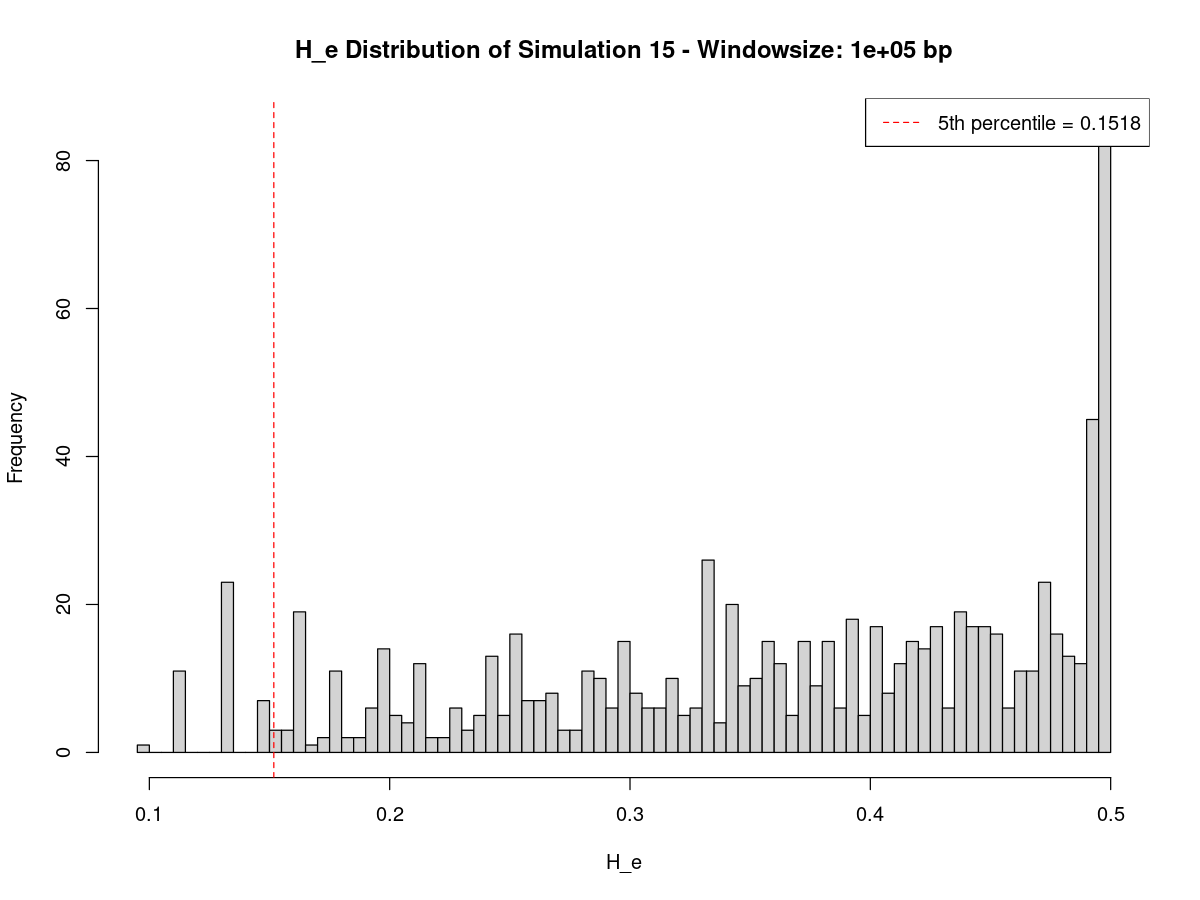 H_e Distribution of Simulation 15 - Windowsize: 1e+05 bp
5th percentile = 0.1518
80
60
40
20
0
Frequency
0.1 0.2 0.3 0.4 0.5
H_e